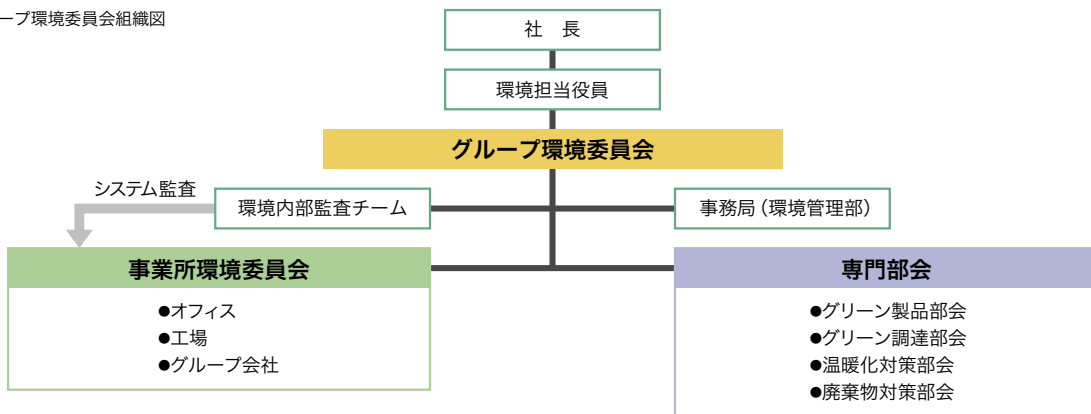 ープ環境委員会組織図
社　長
環境担当役員
グループ環境委員会
システム監査
環境内部監査チーム
事務局（環境管理部）
事業所環境委員会
●オフィス
●工場
●グループ会社
専門部会
●グリーン製品部会
●グリーン調達部会
●温暖化対策部会
●廃棄物対策部会